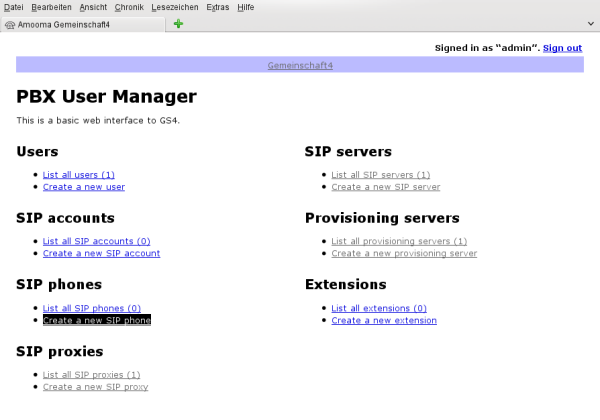 Datei Bearbeiten Ansicht Chronik Lesezeichen Extras Hilfe
Amooma Gemeinschaft4
Signed in as “admin”. Sign out
Gemeinschaft4
PBX User Manager
This is a basic web interface to GS4.
Users
List all users (1)
Create a new user
SIP accounts
List all SIP accounts (0)
Create a new SIP account
SIP phones
List all SIP phones (0)
Create a new SIP phone
SIP proxies
List all SIP proxies (1)
Create a new SIP proxy
SIP servers
List all SIP servers (1)
Create a new SIP server
Provisioning servers
List all provisioning servers (1)
Create a new provisioning server
Extensions
List all extensions (0)
Create a new extension